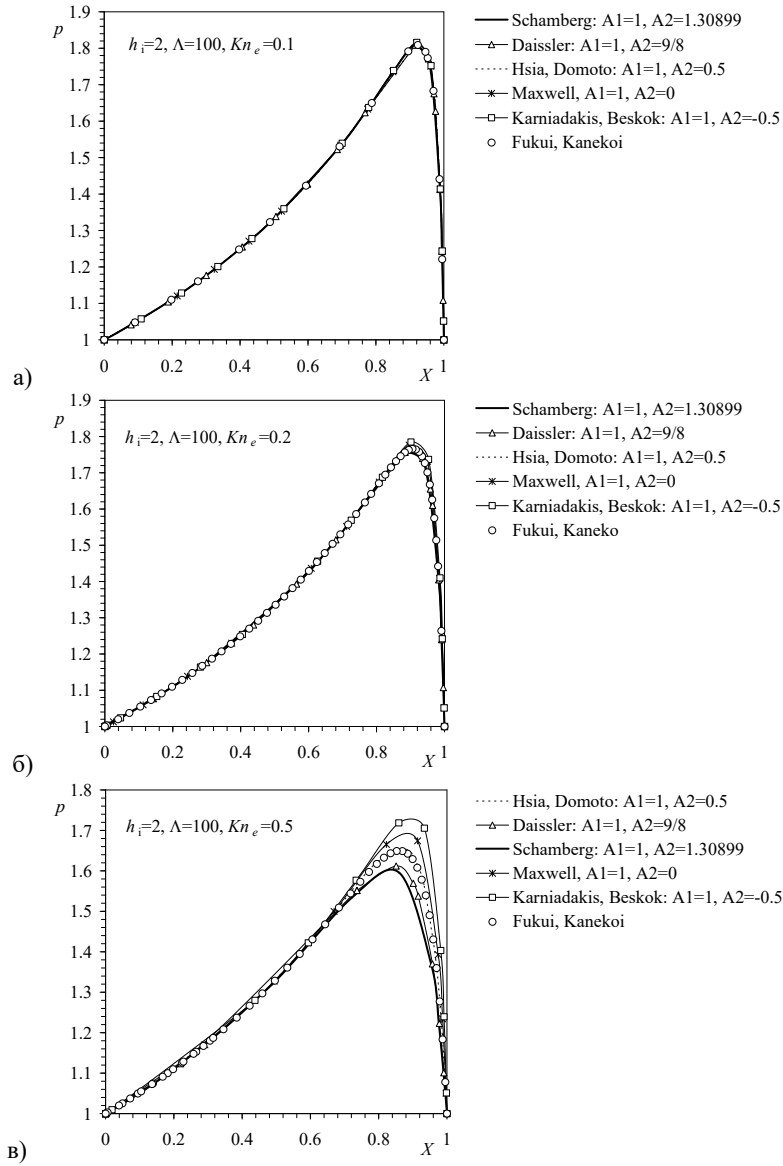 p
1.9
1.8
1.7
1.6
1.5
1.4
1.3
1.2
1.1
1
0 0.2 0.4 0.6 0.8 1
X
h i=2, Λ=100, Kn e=0.1
Schamberg: A1=1, A2=1.30899
Daissler: A1=1, A2=9/8
Hsia, Domoto: A1=1, A2=0.5
Maxwell, A1=1, A2=0
Karniadakis, Beskok: A1=1, A2=-0.5
Fukui, Kanekoi
а)
p
1.9
1.8
1.7
1.6
1.5
1.4
1.3
1.2
1.1
1
0 0.2 0.4 0.6 0.8 1
X
h i=2, Λ=100, Kn e=0.2
Schamberg: A1=1, A2=1.30899
Daissler: A1=1, A2=9/8
Hsia, Domoto: A1=1, A2=0.5
Maxwell, A1=1, A2=0
Karniadakis, Beskok: A1=1, A2=-0.5
Fukui, Kaneko
б)
p
1.8
1.7
1.6
1.5
1.4
1.3
1.2
1.1
1
0 0.2 0.4 0.6 0.8 1
X
h i=2, Λ=100, Kn e=0.5
Hsia, Domoto: A1=1, A2=0.5
Daissler: A1=1, A2=9/8
Schamberg: A1=1, A2=1.30899
Maxwell, A1=1, A2=0
Karniadakis, Beskok: A1=1, A2=-0.5
Fukui, Kanekoi
в)